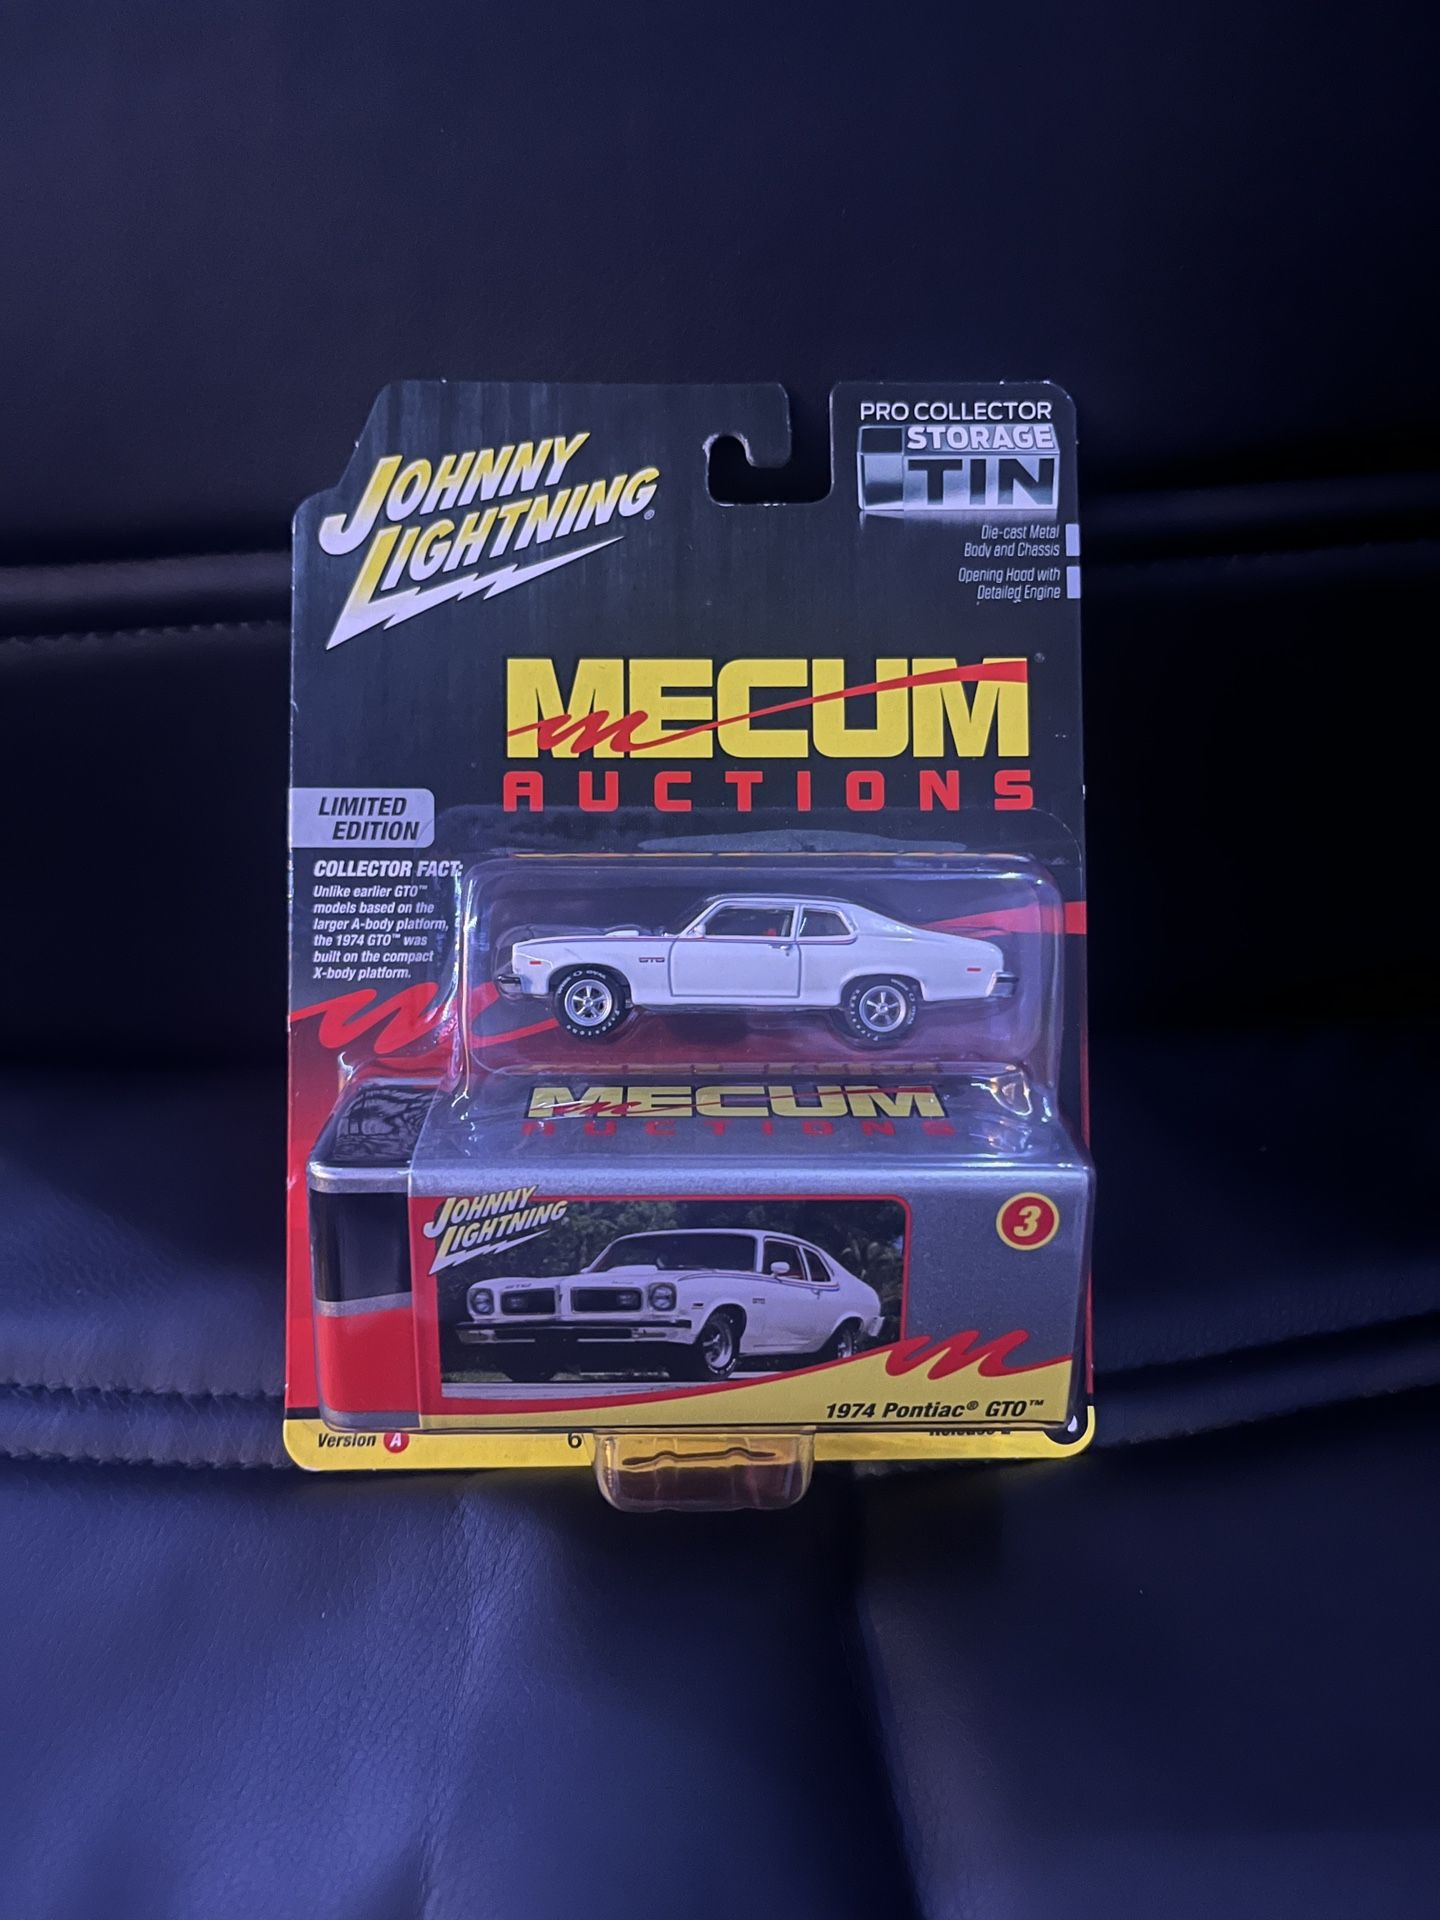 JOHNNY
LIGHTNING®
PRO COLLECTOR
STORAGE
TIN
Die-cast Metal
Body and Chassis
Opening Hood with
Detailed Engine
MECUM®
AUCTIONS
LIMITED
EDITION
COLLECTOR FACT:
Unlike earlier GTO™
models based on the
larger A-body platform,
the 1974 GTO™ was
built on the compact
X-body platform.
GTO
MECUM
AUCTIONS
JOHNNY
LIGHTNING®
3
1974 Pontiac® GTO™
Version A
6